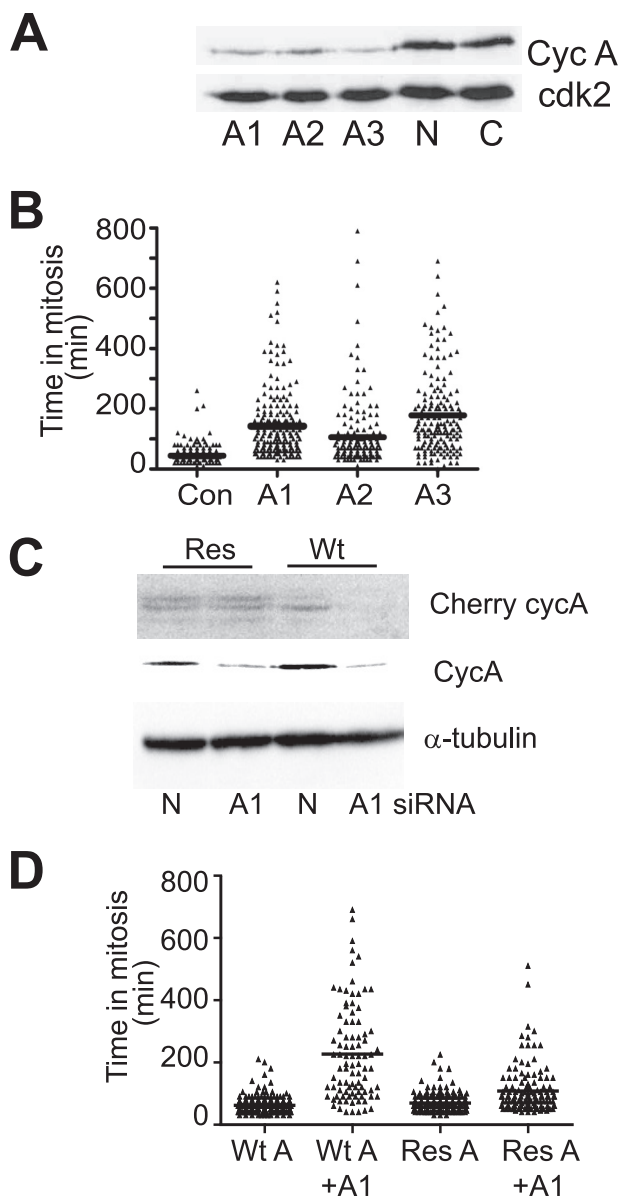 A
Cyc A
cdk2
A1 A2 A3 N C
B
Time in mitosis
(min)
800
600
400
200
0
Con A1 A2 A3
C
Res Wt
Cherry cycA
CycA
α-tubulin
N A1 N A1 siRNA
D
Time in mitosis
(min)
800
600
400
200
0
Wt A Wt A Res A Res A
+A1 +A1